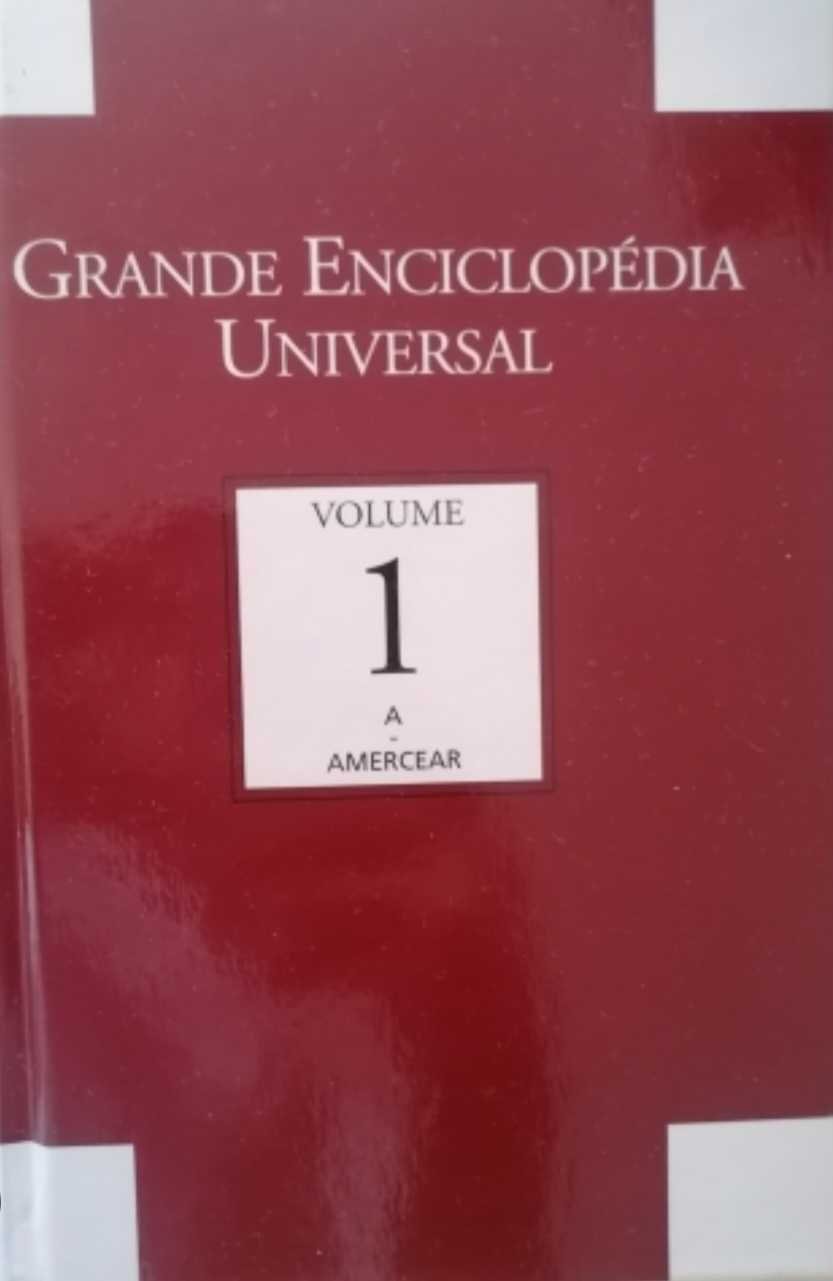 GRANDE ENCICLOPÉDIA
UNIVERSAL
VOLUME
1
A
-
AMERCEAR